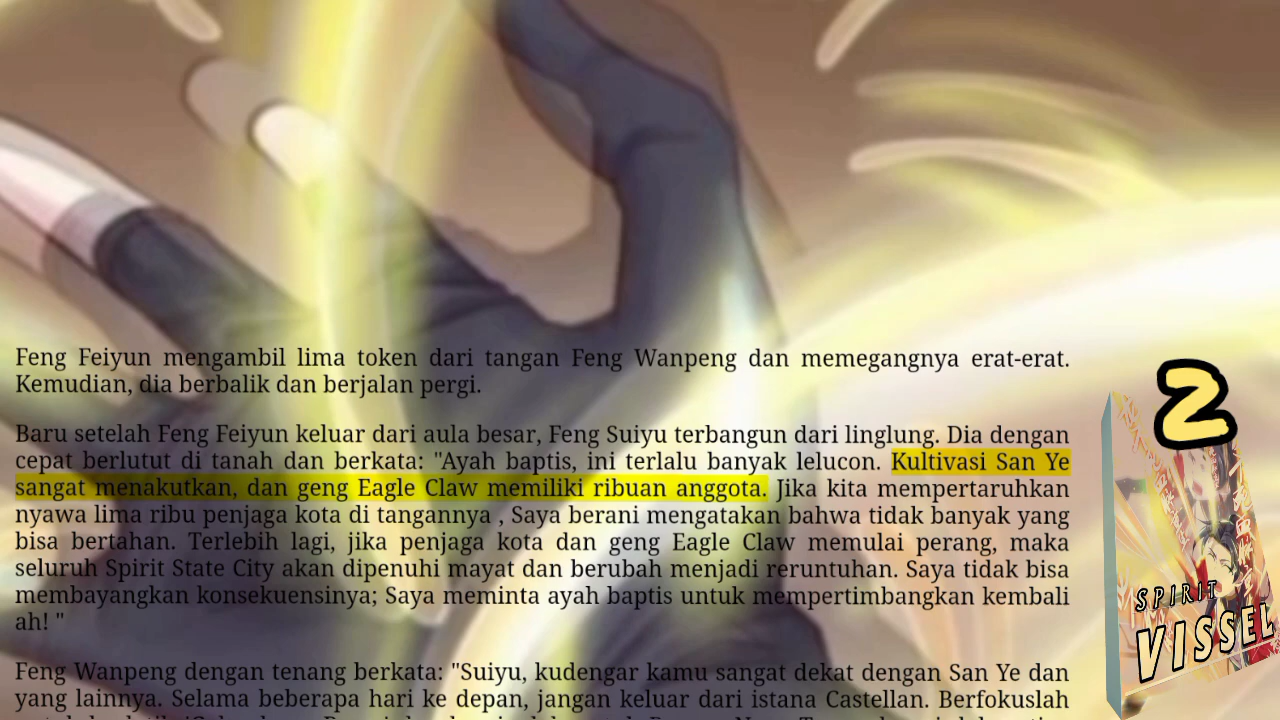 Feng Feiyun mengambil lima token dari tangan Feng Wanpeng dan memegangnya erat-erat.
Kemudian, dia berbalik dan berjalan pergi.
Baru setelah Feng Feiyun keluar dari aula besar, Feng Suiyu terbangun dari linglung. Dia dengan
cepat berlutut di tanah dan berkata: "Ayah baptis, ini terlalu banyak lelucon. Kultivasi San Ye
sangat menakutkan, dan geng Eagle Claw memiliki ribuan anggota. Jika kita mempertaruhkan
nyawa lima ribu penjaga kota di tangannya , Saya berani mengatakan bahwa tidak banyak yang
bisa bertahan. Terlebih lagi, jika penjaga kota dan geng Eagle Claw memulai perang, maka
seluruh Spirit State City akan dipenuhi mayat dan berubah menjadi reruntuhan. Saya tidak bisa
membayangkan konsekuensinya; Saya meminta ayah baptis untuk mempertimbangkan kembali
ah! "
Feng Wanpeng dengan tenang berkata: "Suiyu, kudengar kamu sangat dekat dengan San Ye dan
yang lainnya. Selama beberapa hari ke depan, jangan keluar dari istana Castellan. Berfokuslah
2
SPIRIT
VISSEL